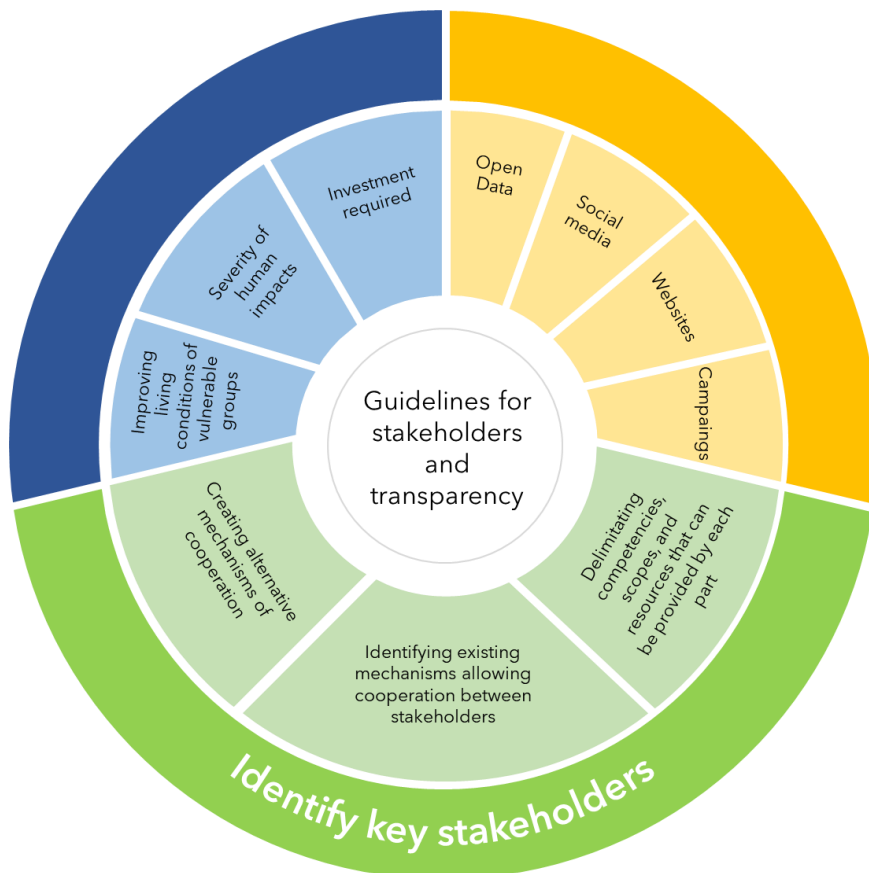 Open
Data
Social
media
Websites
Campaings
Delimitating
competencies,
scopes, and
resources that can
be provided by each
part
Identifying existing
mechanisms allowing
cooperation between
stakeholders
Creating alternative
mechanisms of
cooperation
Improving
living
conditions of
vulnerable
groups
Severity of
human
impacts
Investment
required
Guidelines for
stakeholders
and
transparency
Identify key stakeholders